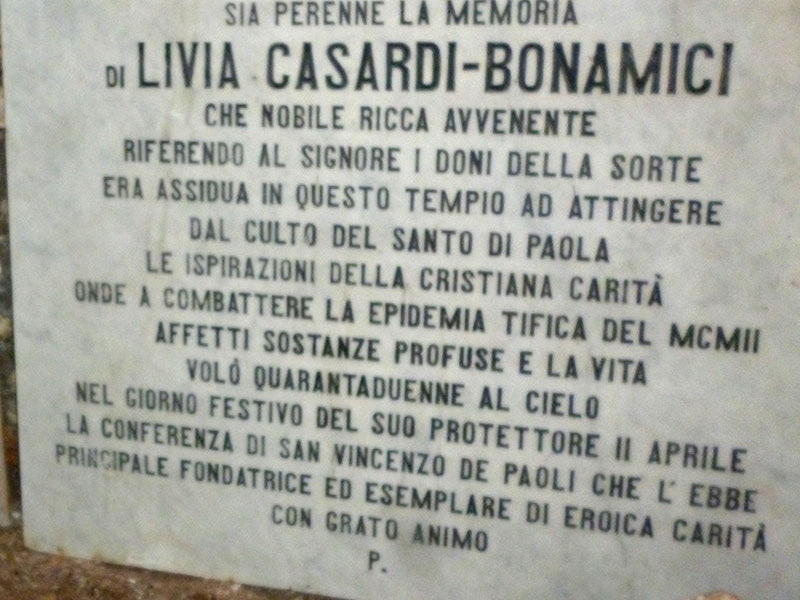 SIA PERENNE LA MEMORIA
DI LIVIA CASARDI-BONAMICI
CHE NOBILE RICCA AVVENENTE
RIFERENDO AL SIGNORE I DONI DELLA SORTE
ERA ASSIDUA IN QUESTO TEMPIO AD ATTINGERE
DAL CULTO DEL SANTO DI PAOLA
LE ISPIRAZIONI DELLA CRISTIANA CARITÀ
ONDE A COMBATTERE LA EPIDEMIA TIFICA DEL MCMII
AFFETTI SOSTANZE PROFUSE E LA VITA
VOLÓ QUARANTADUENNE AL CIELO
NEL GIORNO FESTIVO DEL SUO PROTETTORE II APRILE
LA CONFERENZA DI SAN VINCENZO DE PAOLI CHE L' EBBE
PRINCIPALE FONDATRICE ED ESEMPLARE DI EROICA CARITÀ
CON GRATO ANIMO
P.